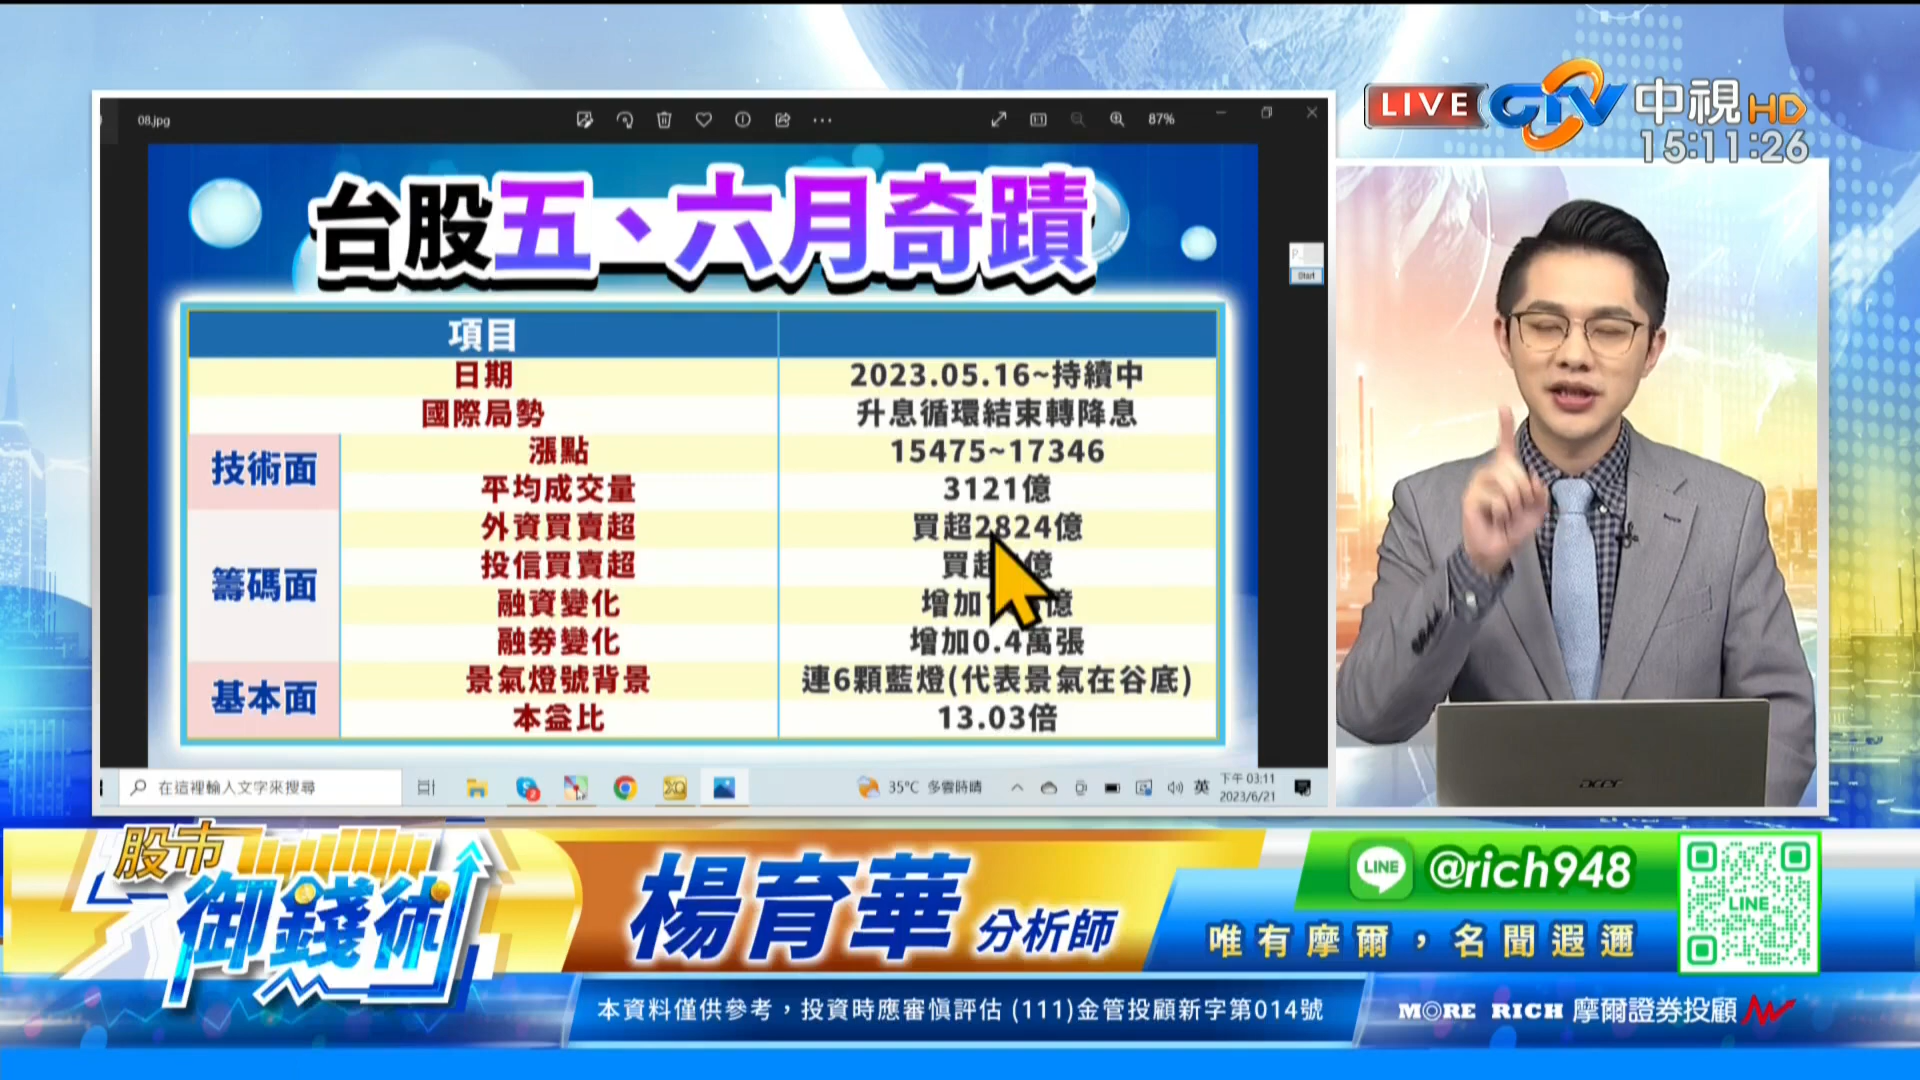 LIVE CTV 中視HD
15:11:26
08.jpg
87%
台股五、六月奇蹟
Start
項目
日期 2023.05.16~持續中
國際局勢 升息循環結束轉降息
技術面 漲點 15475~17346
平均成交量 3121億
籌碼面 外資買賣超 買超2824億
投信買賣超 億
融資變化 增加 億
融券變化 增加0.4萬張
基本面 景氣燈號背景 連6顆藍燈(代表景氣在谷底)
本益比 13.03倍
在這裡輸入文字來搜尋
35°C 多雲時晴
英
下午 03:11
2023/6/21
acer
股市
御錢術
楊育華 分析師
LINE @rich948
LINE
唯有摩爾，名聞遐邇
本資料僅供參考，投資時應審慎評估 (111)金管投顧新字第014號
MORE RICH 摩爾證券投顧